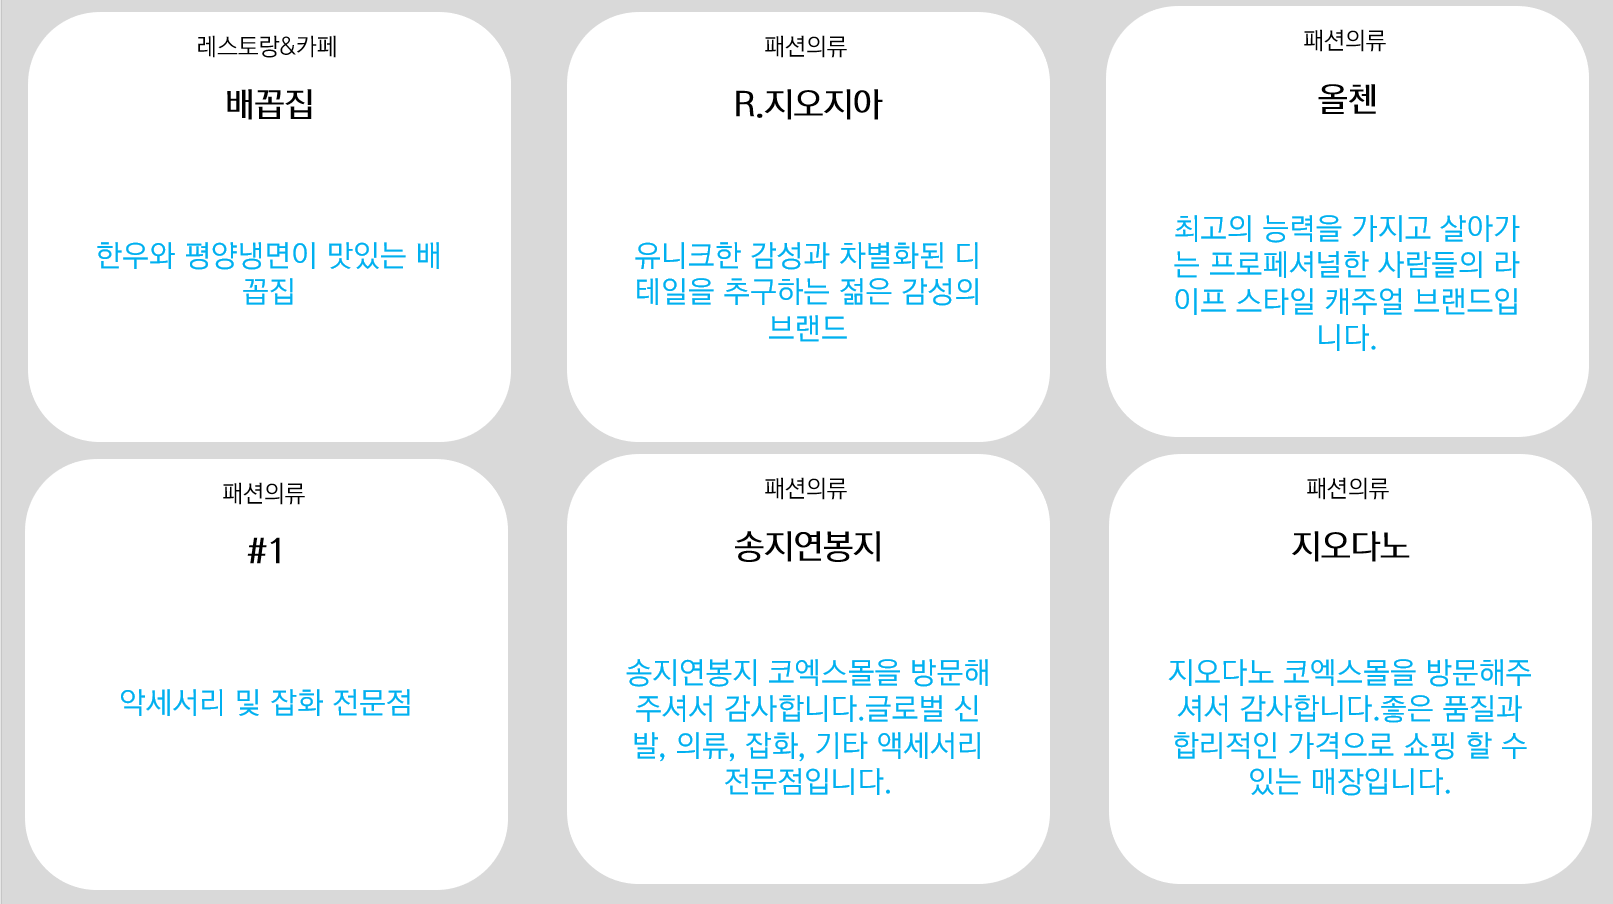 레스토랑&카페
배꼽집
한우와 평양냉면이 맛있는 배
꼽집
패션의류
R.지오지아
유니크한 감성과 차별화된 디
테일을 추구하는 젊은 감성의
브랜드
패션의류
올첸
최고의 능력을 가지고 살아가
는 프로페셔널한 사람들의 라
이프 스타일 캐주얼 브랜드입
니다.
패션의류
#1
악세서리 및 잡화 전문점
패션의류
송지연봉지
송지연봉지 코엑스몰을 방문해
주셔서 감사합니다.글로벌 신
발, 의류, 잡화, 기타 액세서리
전문점입니다.
패션의류
지오다노
지오다노 코엑스몰을 방문해주
셔서 감사합니다.좋은 품질과
합리적인 가격으로 쇼핑 할 수
있는 매장입니다.